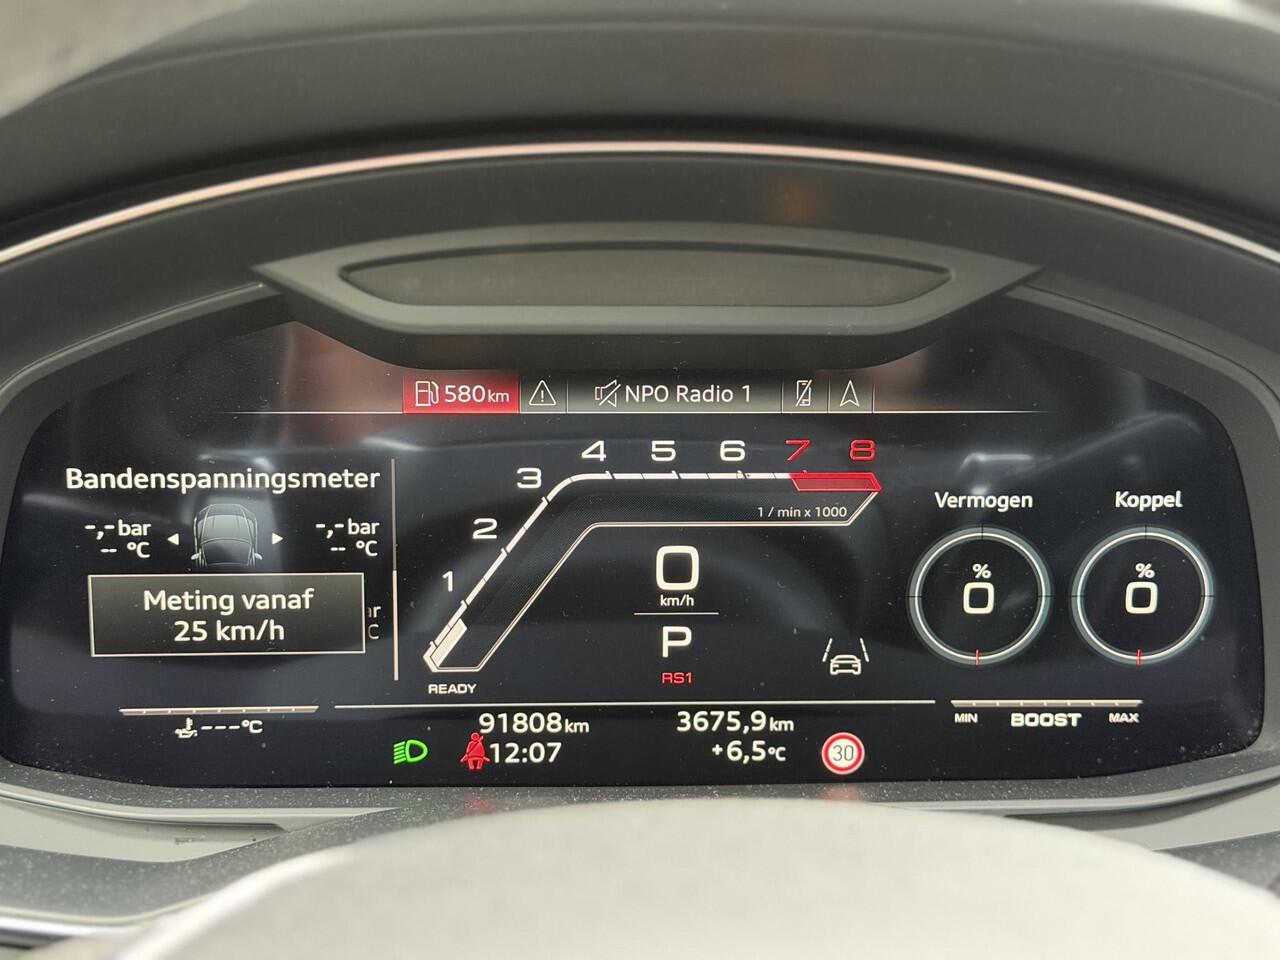 580km NPO Radio 1
Bandenspanningsmeter
-,- bar -,- bar
-- °C -- °C
Meting vanaf
25 km/h
1 2 3 4 5 6 7 8
1 / min x 1000
0
km/h
P
RS1
READY
Vermogen Koppel
% %
0 0
---°C
91808km 3675,9km
12:07 +6,5°C 30
MIN BOOST MAX